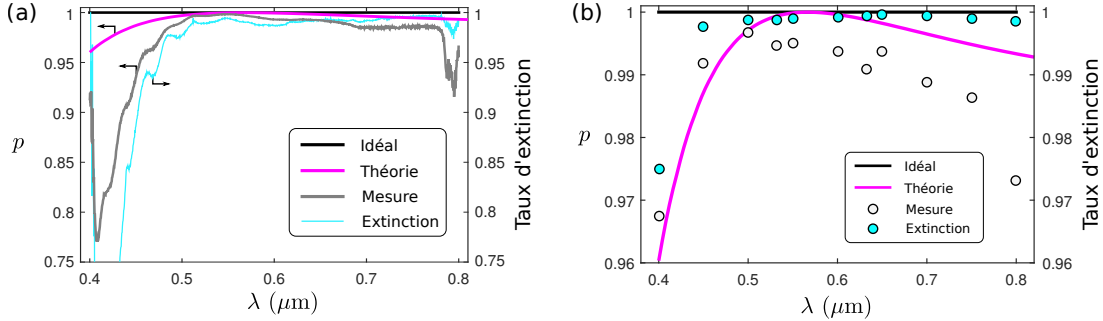 (a)
1
0.95
0.9
0.85
0.8
0.75
p
0.4
0.5
0.6
0.7
0.8
λ (μm)
1
0.95
0.9
0.85
0.8
0.75
Taux d'extinction
Idéal
Théorie
Mesure
Extinction
(b)
1
0.99
0.98
0.97
0.96
p
0.4
0.5
0.6
0.7
0.8
λ (μm)
1
0.99
0.98
0.97
0.96
Taux d'extinction
Idéal
Théorie
Mesure
Extinction